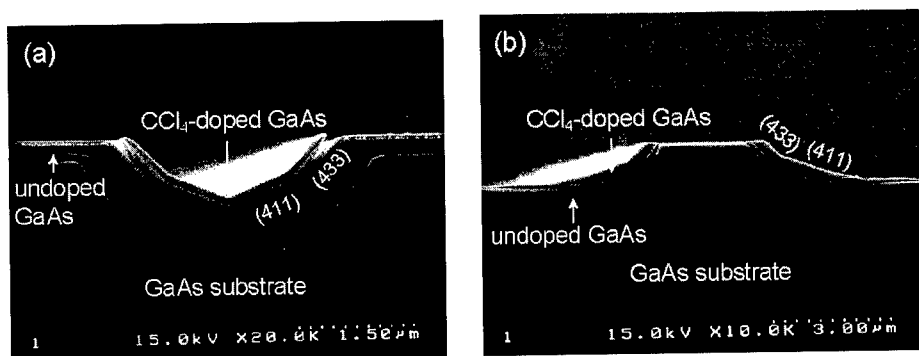 (a)
CCl₄-doped GaAs
undoped
GaAs
(411)
(433)
GaAs substrate
1 15.0kV X20.0K 1.50µm
(b)
CCl₄-doped GaAs
(433)
(411)
undoped GaAs
GaAs substrate
1 15.0kV X10.0K 3.00µm